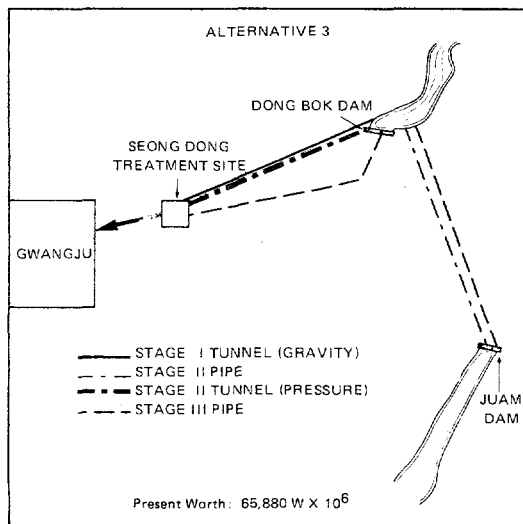 ALTERNATIVE 3
DONG BOK DAM
SEONG DONG
TREATMENT SITE
GWANGJU
STAGE I TUNNEL (GRAVITY)
STAGE II PIPE
STAGE II TUNNEL (PRESSURE)
STAGE III PIPE
JUAM
DAM
Present Worth: 65,880 W X 10⁶